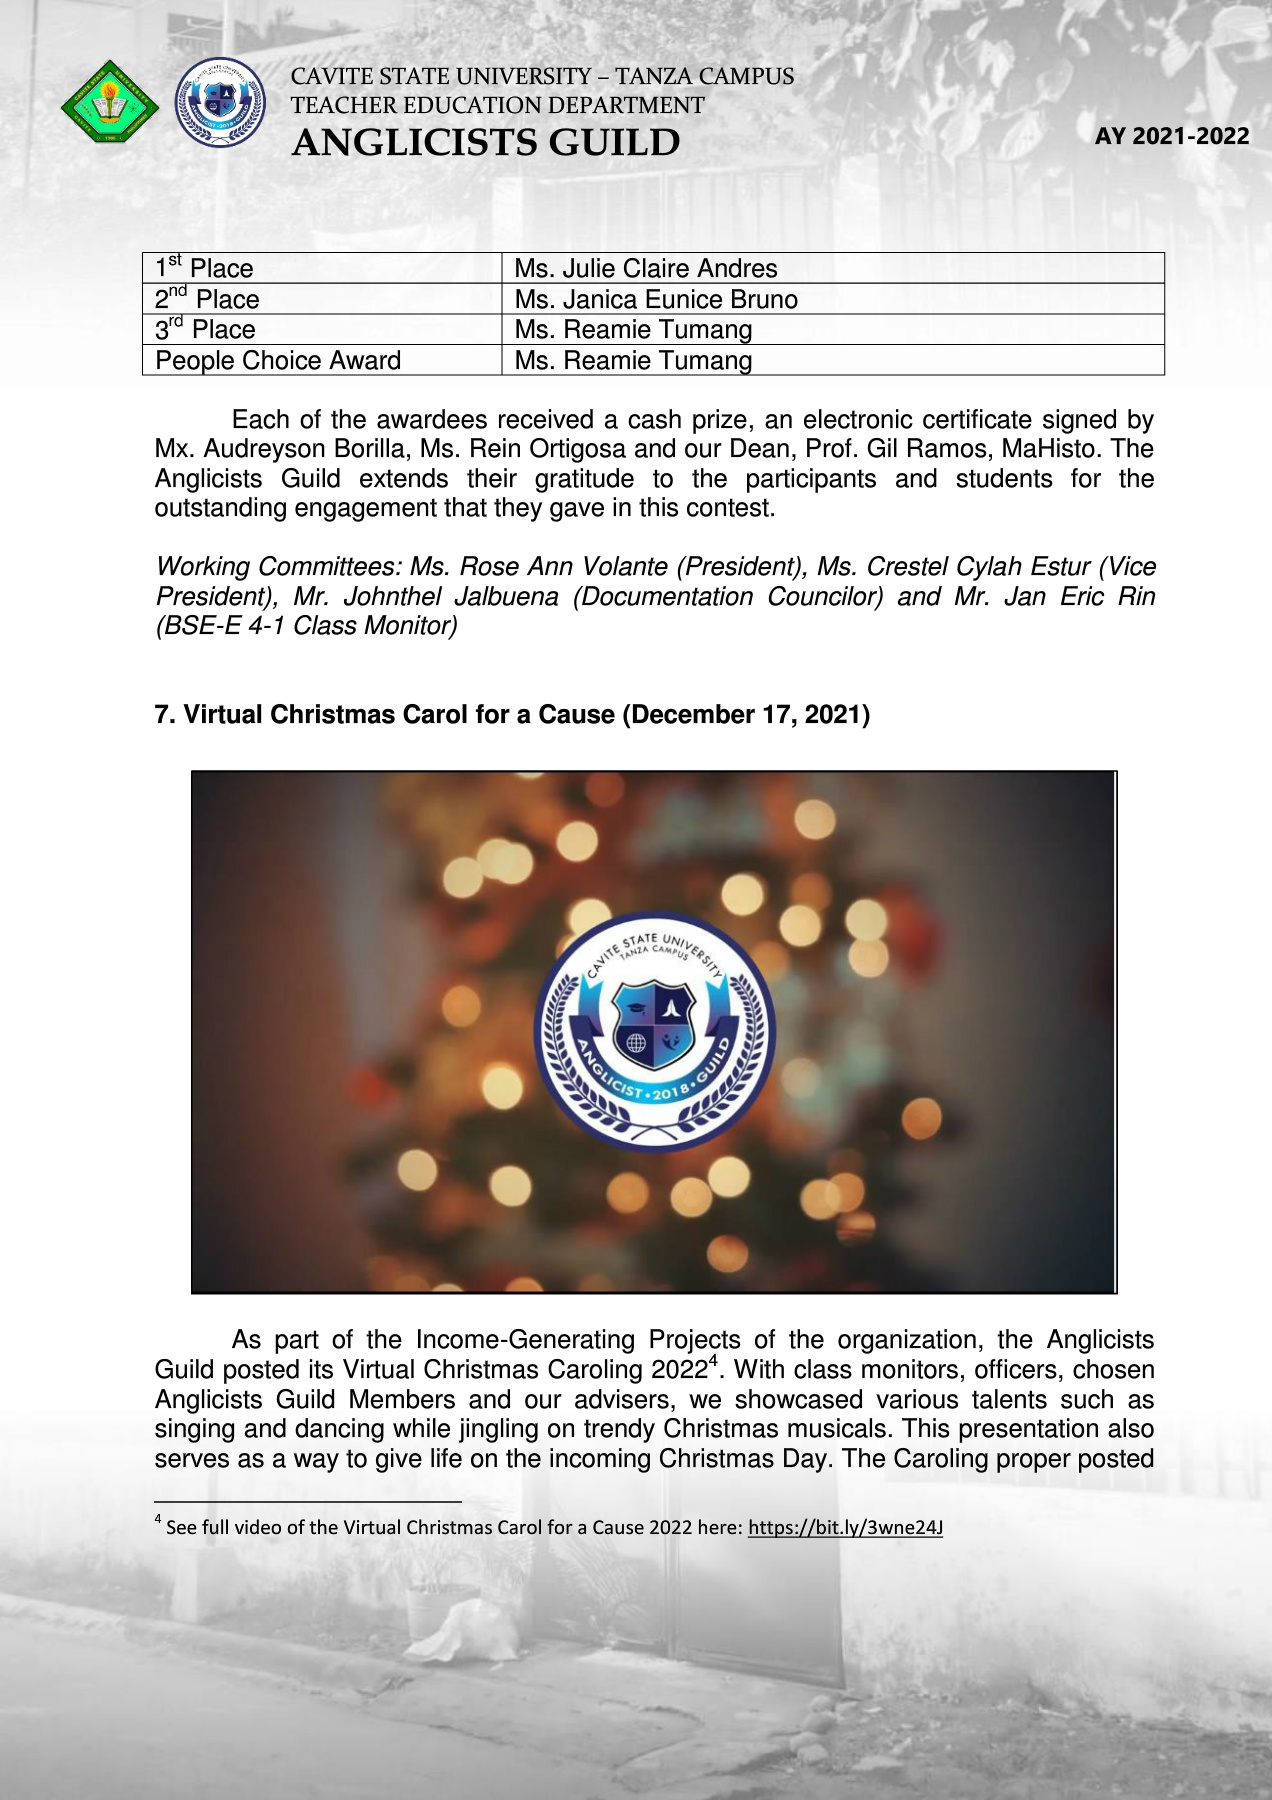 CAVITE STATE UNIVERSITY – TANZA CAMPUS
TEACHER EDUCATION DEPARTMENT
ANGLICISTS GUILD
AY 2021-2022
1st Place Ms. Julie Claire Andres
2nd Place Ms. Janica Eunice Bruno
3rd Place Ms. Reamie Tumang
People Choice Award Ms. Reamie Tumang
Each of the awardees received a cash prize, an electronic certificate signed by
Mx. Audreyson Borilla, Ms. Rein Ortigosa and our Dean, Prof. Gil Ramos, MaHisto. The
Anglicists Guild extends their gratitude to the participants and students for the
outstanding engagement that they gave in this contest.
Working Committees: Ms. Rose Ann Volante (President), Ms. Crestel Cylah Estur (Vice
President), Mr. Johnthel Jalbuena (Documentation Councilor) and Mr. Jan Eric Rin
(BSE-E 4-1 Class Monitor)
7. Virtual Christmas Carol for a Cause (December 17, 2021)
CAVITE STATE UNIVERSITY
TANZA CAMPUS
ANGLICIST • 2018 • GUILD
As part of the Income-Generating Projects of the organization, the Anglicists
Guild posted its Virtual Christmas Caroling 2022⁴. With class monitors, officers, chosen
Anglicists Guild Members and our advisers, we showcased various talents such as
singing and dancing while jingling on trendy Christmas musicals. This presentation also
serves as a way to give life on the incoming Christmas Day. The Caroling proper posted
⁴ See full video of the Virtual Christmas Carol for a Cause 2022 here: https://bit.ly/3wne24J